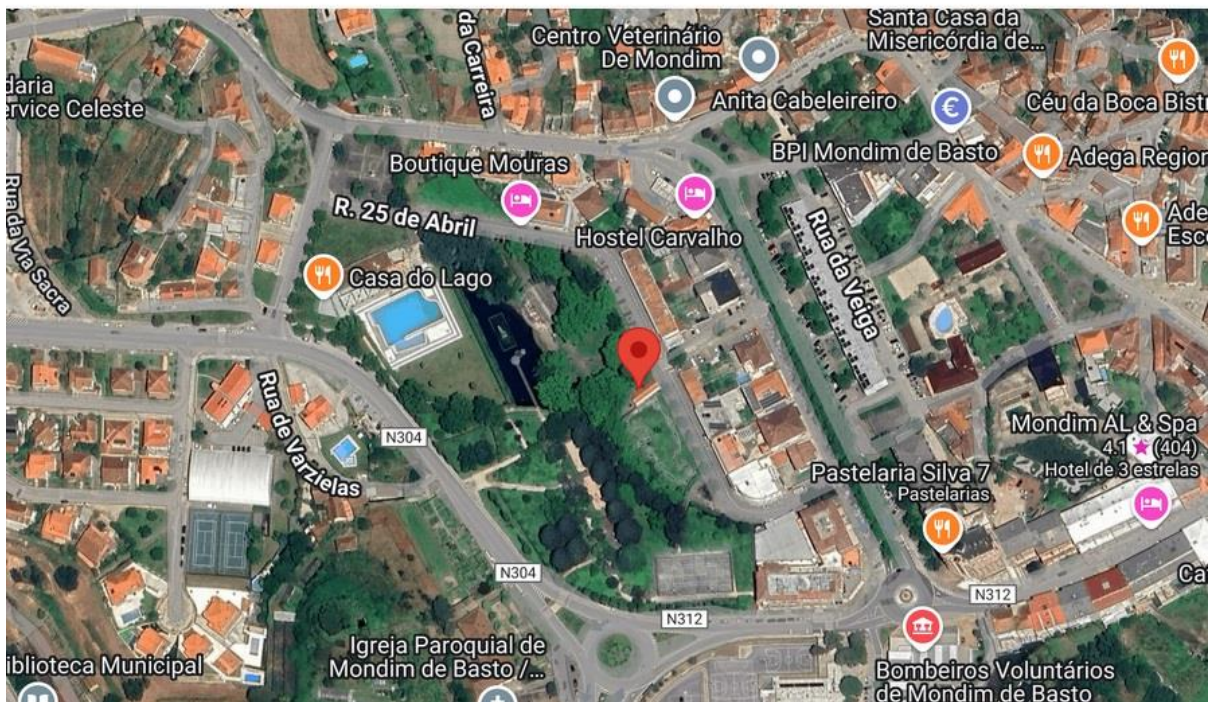 da Carreira
Centro Veterinário
De Mondim
Santa Casa da
Misericórdia de...
daria
ervice Celeste
Anita Cabeleireiro
€
Céu da Boca Bistr
Boutique Mouras
BPI Mondim de Basto
Adega Region
Rua da Via Sacra
R. 25 de Abril
Hostel Carvalho
Rua da Veiga
Ade
Esco
Casa do Lago
Rua de Varzielas
N304
Mondim AL & Spa
4.1 (404)
Hotel de 3 estrelas
Pastelaria Silva 7
Pastelarias
N304
N312
N312
Caf
Igreja Paroquial de
Mondim de Basto /...
iblioteca Municipal
Bombeiros Voluntários
de Mondim de Basto